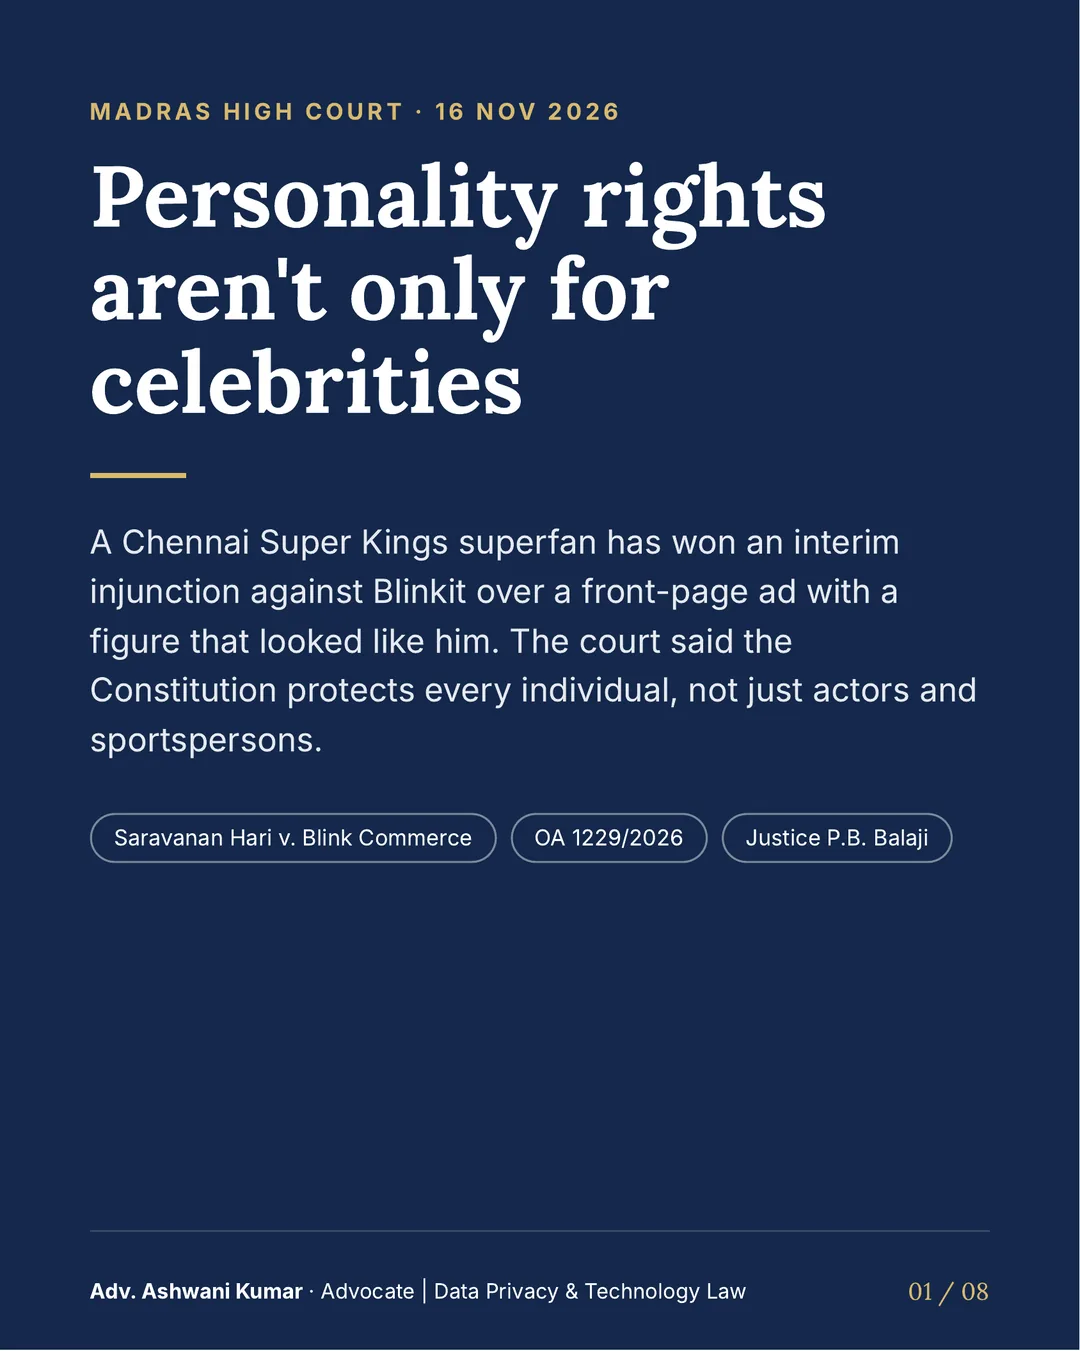 MADRAS HIGH COURT · 16 NOV 2026
Personality rights
aren't only for
celebrities
A Chennai Super Kings superfan has won an interim
injunction against Blinkit over a front-page ad with a
figure that looked like him. The court said the
Constitution protects every individual, not just actors and
sportspersons.
Saravanan Hari v. Blink Commerce
OA 1229/2026
Justice P.B. Balaji
Adv. Ashwani Kumar · Advocate | Data Privacy & Technology Law
01 / 08